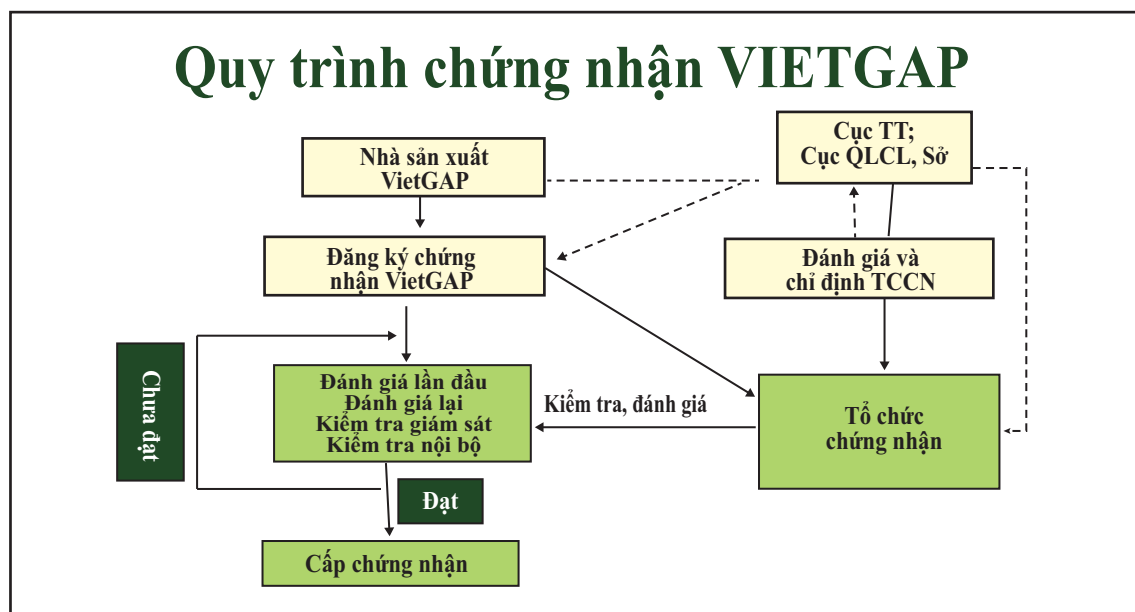 Quy trình chứng nhận VIETGAP
Nhà sản xuất
VietGAP
Cục TT;
Cục QLCL, Sở
Đăng ký chứng
nhận VietGAP
Đánh giá và
chỉ định TCCN
Chưa đạt
Đánh giá lần đầu
Đánh giá lại
Kiểm tra giám sát
Kiểm tra nội bộ
Kiểm tra, đánh giá
Tổ chức
chứng nhận
Đạt
Cấp chứng nhận